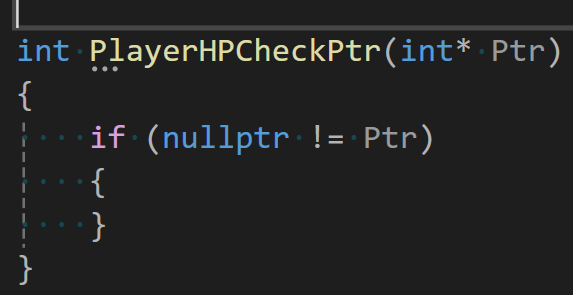 int PlayerHPCheckPtr(int* Ptr)
{
    if (nullptr != Ptr)
    {
    }
}